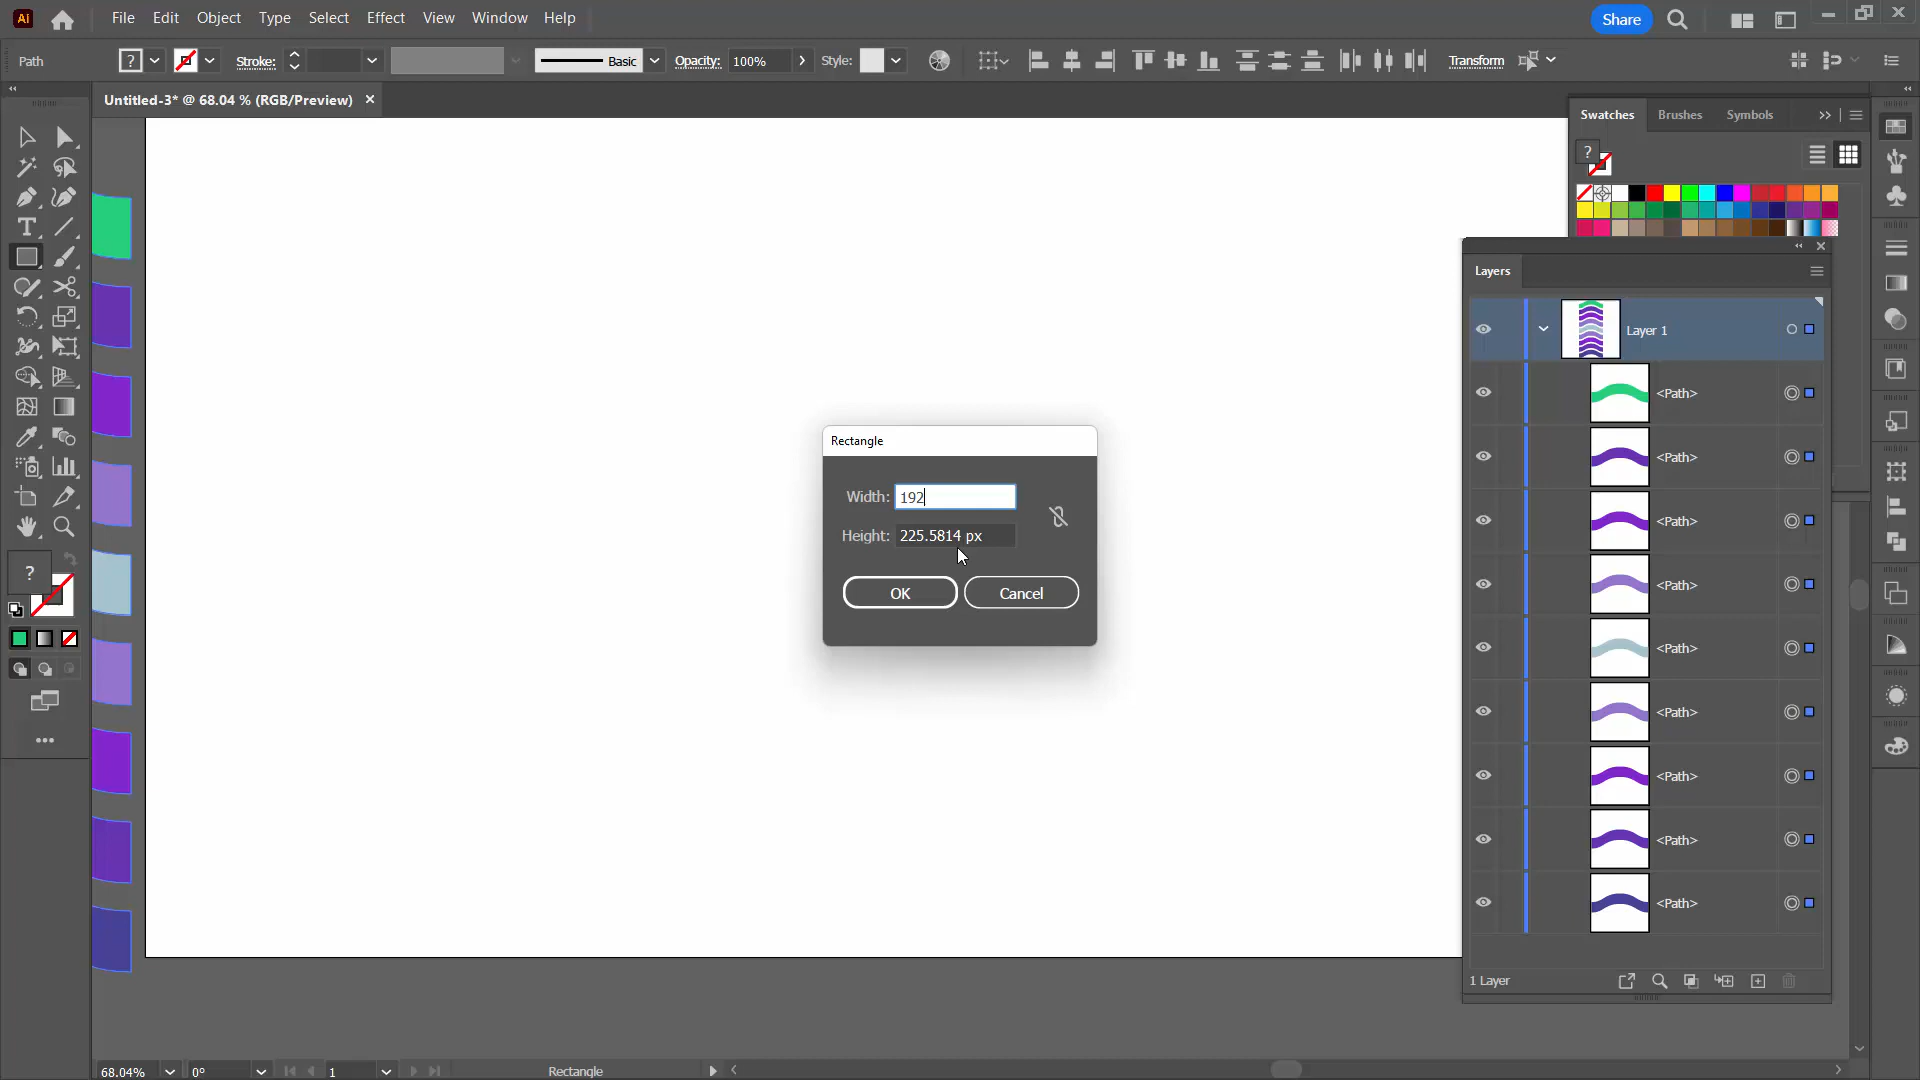 Ai File Edit Object Type Select Effect View Window Help Share
Path ? Stroke: Basic Opacity: 100% Style: Transform
Untitled-3* @ 68.04 % (RGB/Preview)
Swatches Brushes Symbols
?
Layers
Layer 1
<Path>
<Path>
<Path>
<Path>
<Path>
<Path>
<Path>
<Path>
<Path>
1 Layer
Rectangle
Width: 192
Height: 225.5814 px
OK Cancel
?
68.04% 0° 1 Rectangle